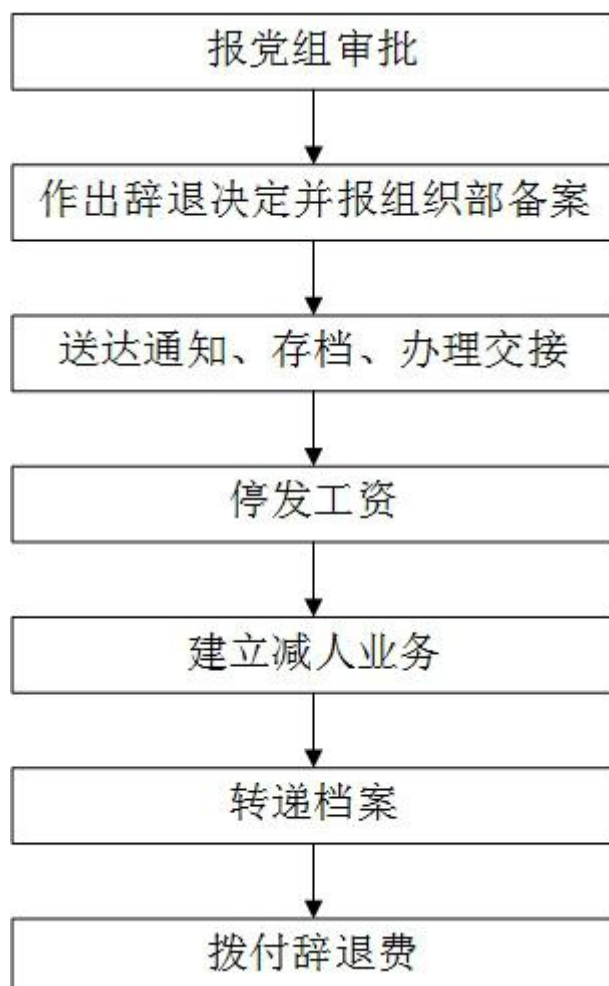 报党组审批
作出辞退决定并报组织部备案
送达通知、存档、办理交接
停发工资
建立减人业务
转递档案
拨付辞退费